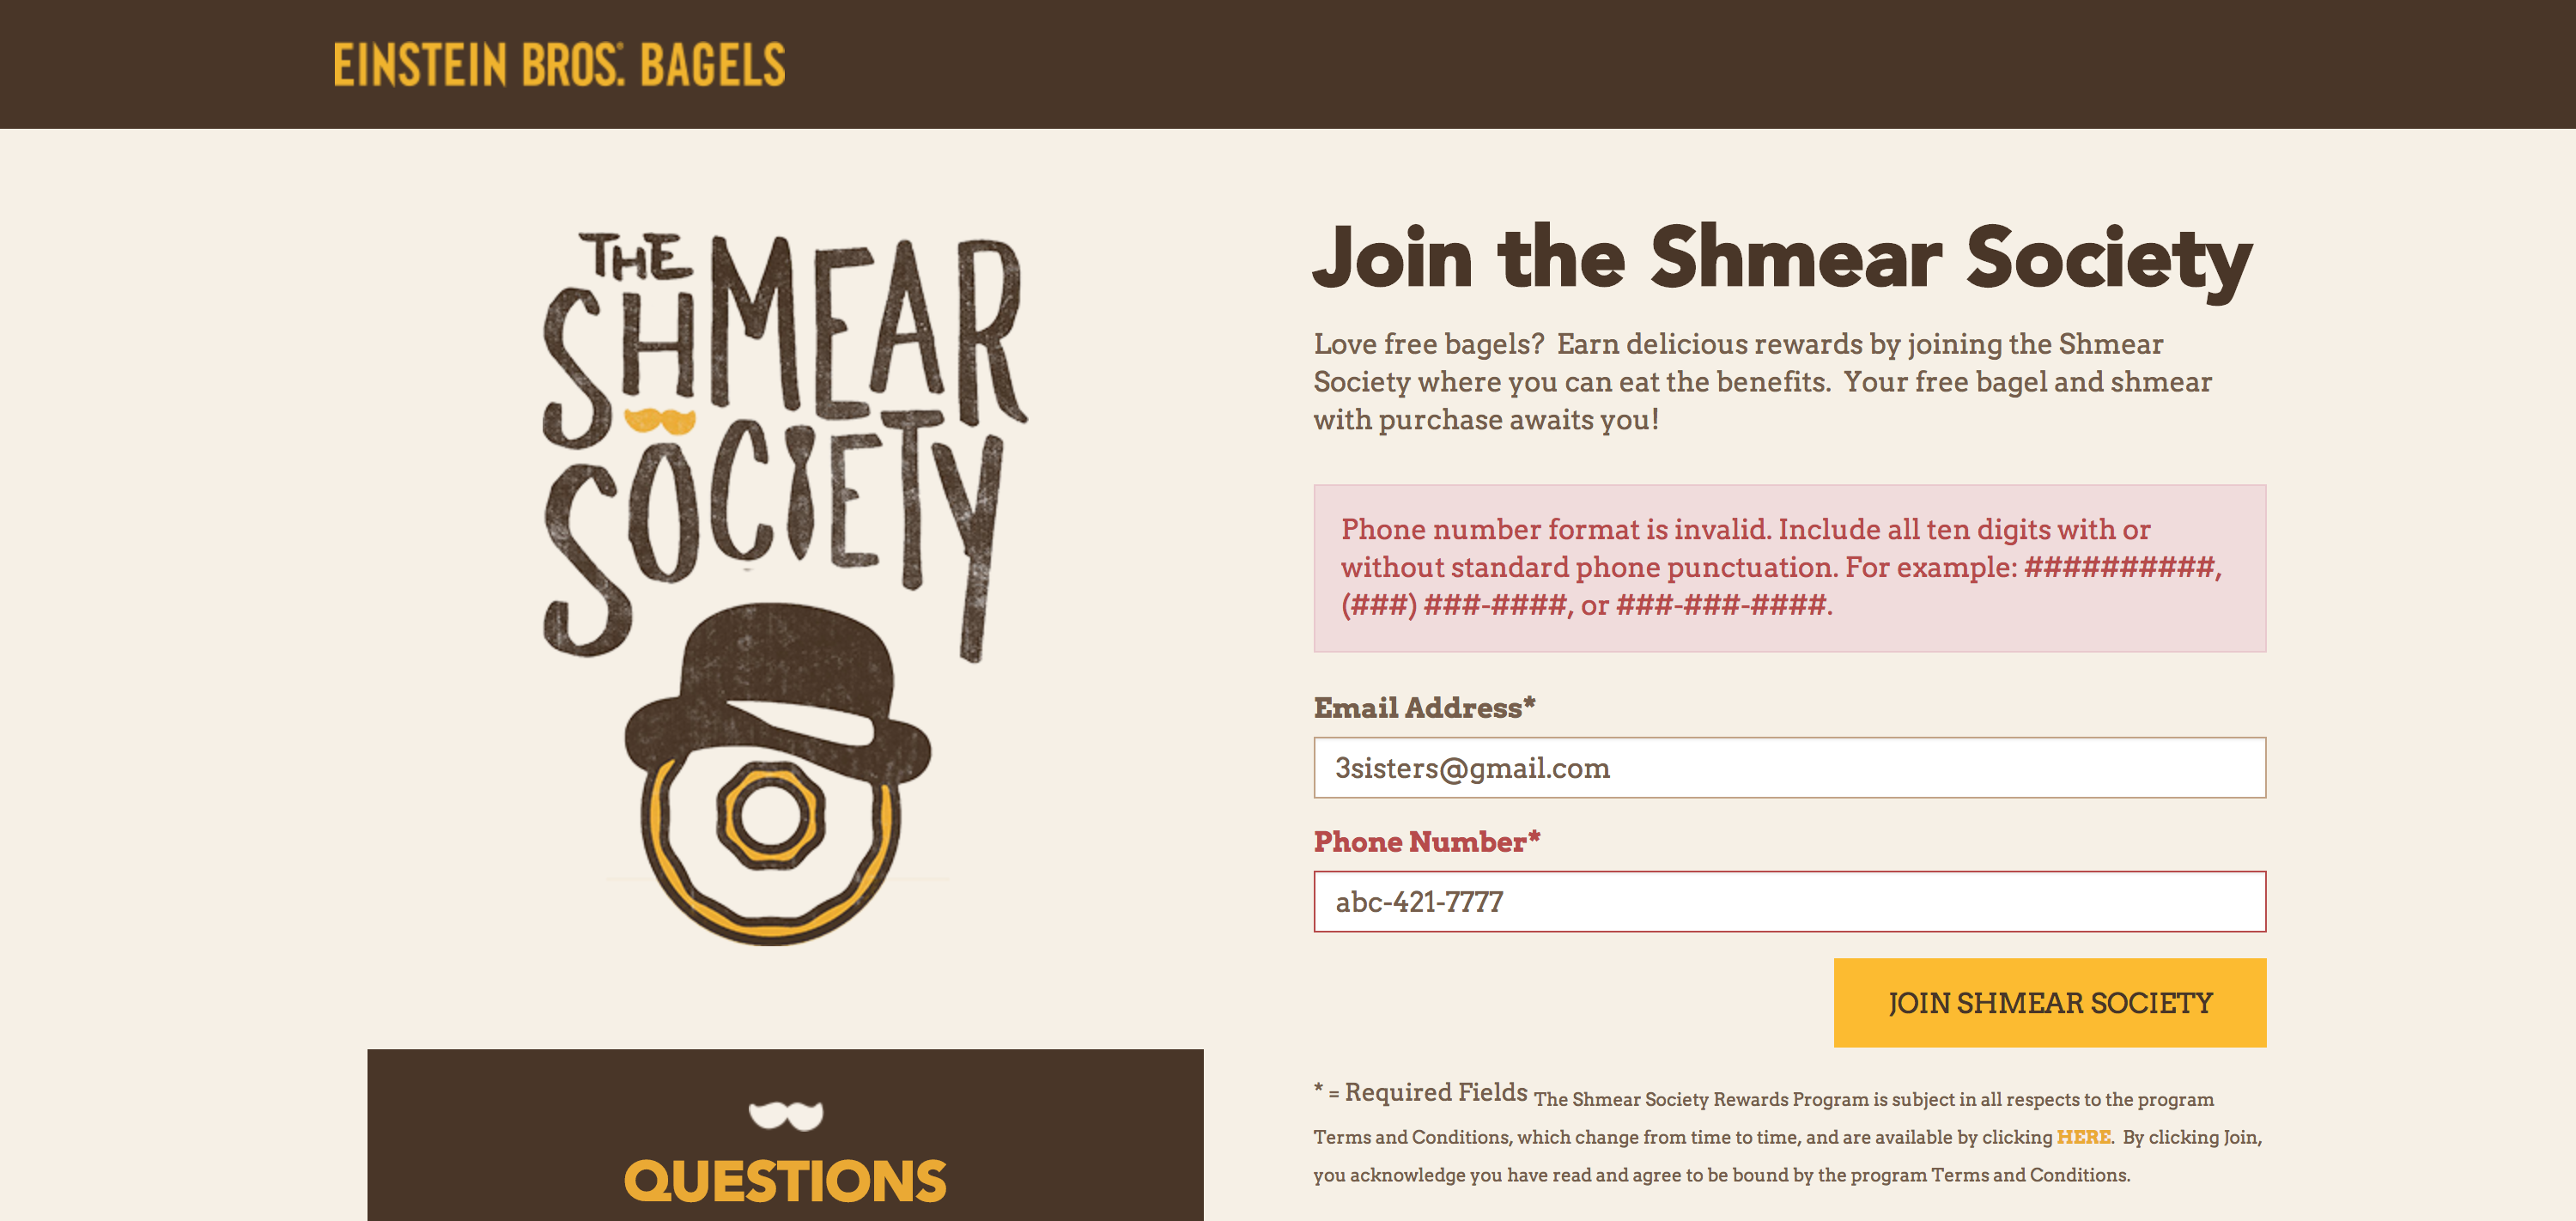 EINSTEIN BROS. BAGELS
THE
SHMEAR
SOCIETY
Join the Shmear Society
Love free bagels?  Earn delicious rewards by joining the Shmear
Society where you can eat the benefits.  Your free bagel and shmear
with purchase awaits you!
Phone number format is invalid. Include all ten digits with or
without standard phone punctuation. For example: ##########,
(###) ###-####, or ###-###-####.
Email Address*
3sisters@gmail.com
Phone Number*
abc-421-7777
JOIN SHMEAR SOCIETY
* = Required Fields The Shmear Society Rewards Program is subject in all respects to the program
Terms and Conditions, which change from time to time, and are available by clicking HERE.  By clicking Join,
you acknowledge you have read and agree to be bound by the program Terms and Conditions.
QUESTIONS